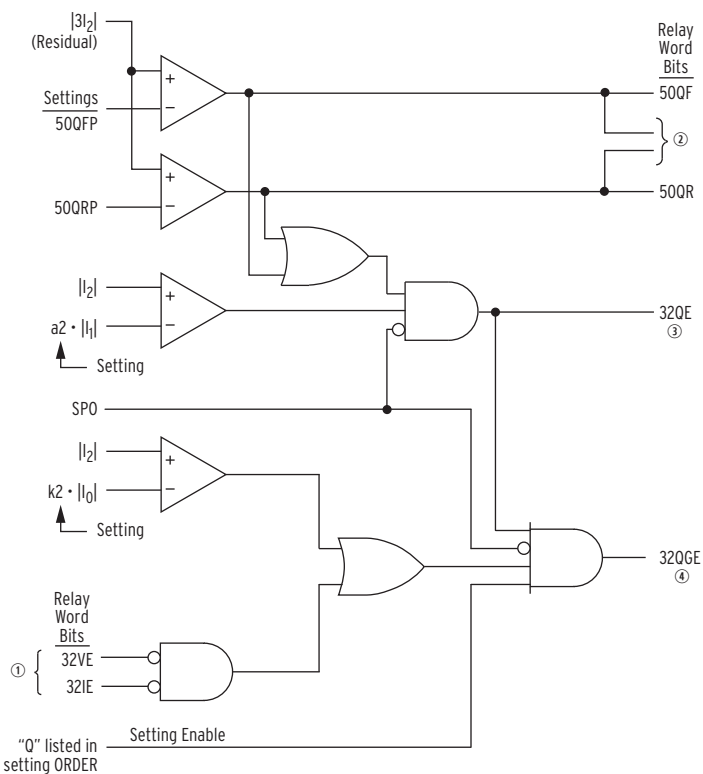 |3I₂|
(Residual)
Settings
50QFP
+
−
Relay
Word
Bits
50QF
②
50QRP
+
−
50QR
|I₂|
a2 • |I₁|
+
−
Setting
32QE
③
SPO
|I₂|
k2 • |I₀|
+
−
Setting
32QGE
④
Relay
Word
Bits
① 32VE
32IE
"Q" listed in
setting ORDER
Setting Enable